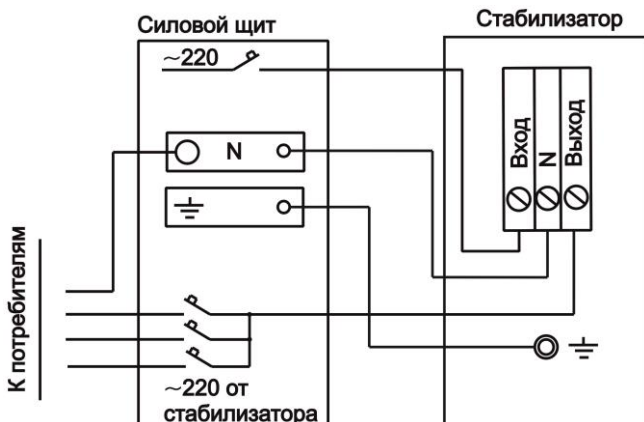 Силовой щит
Стабилизатор
~220
Вход
N
Выход
N
К потребителям
~220 от
стабилизатора